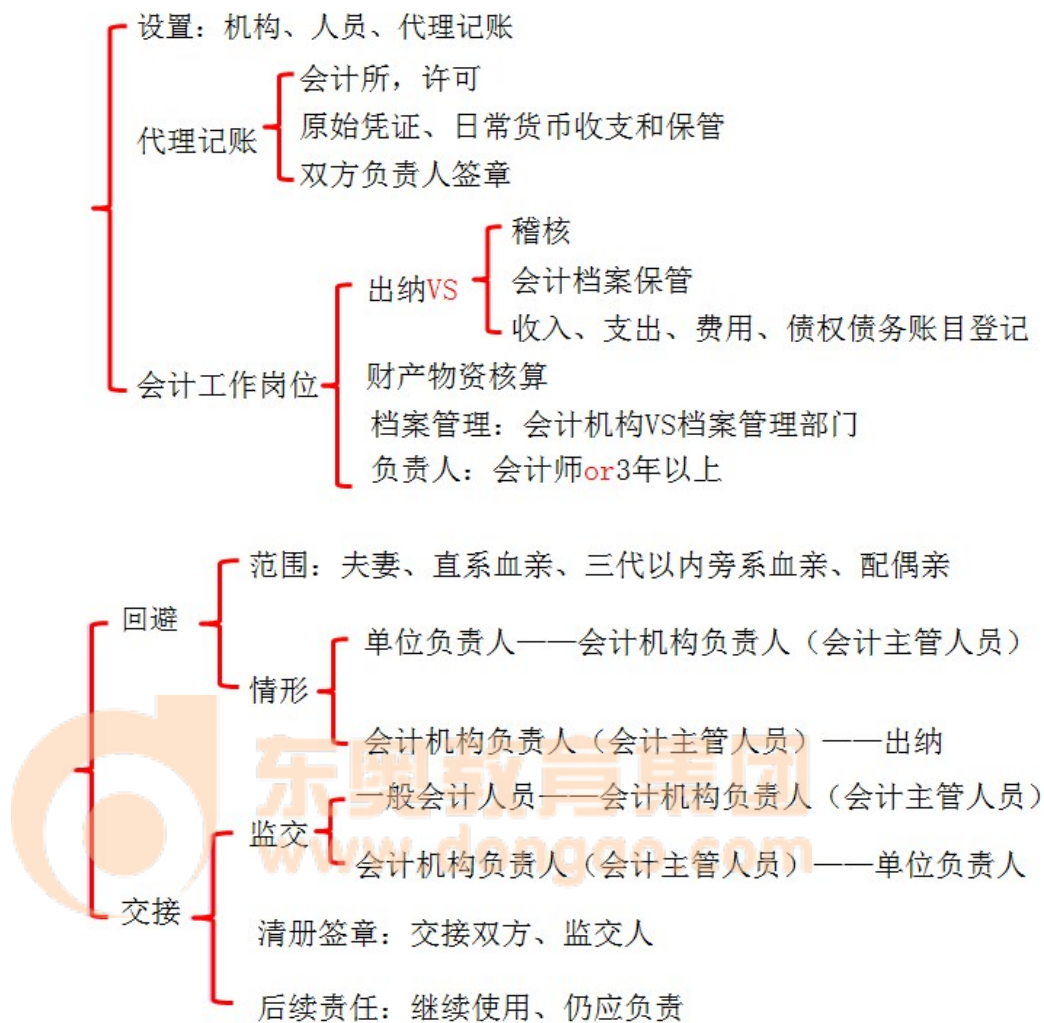 设置：机构、人员、代理记账
代理记账
会计所，许可
原始凭证、日常货币收支和保管
双方负责人签章
会计工作岗位
出纳VS
稽核
会计档案保管
收入、支出、费用、债权债务账目登记
财产物资核算
档案管理：会计机构VS档案管理部门
负责人：会计师or3年以上
回避
范围：夫妻、直系血亲、三代以内旁系血亲、配偶亲
情形
单位负责人——会计机构负责人（会计主管人员）
会计机构负责人（会计主管人员）——出纳
交接
监交
一般会计人员——会计机构负责人（会计主管人员）
会计机构负责人（会计主管人员）——单位负责人
清册签章：交接双方、监交人
后续责任：继续使用、仍应负责
东奥教育集团
www.dongao.com